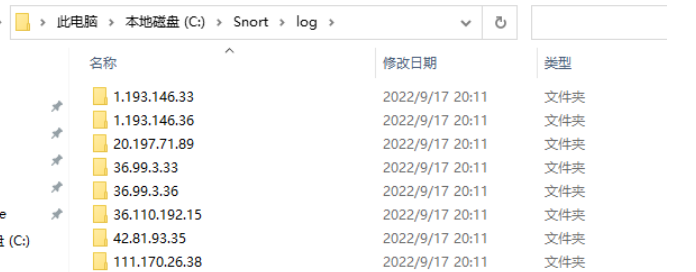 此电脑 > 本地磁盘 (C:) > Snort > log >
名称 修改日期 类型
1.193.146.33 2022/9/17 20:11 文件夹
1.193.146.36 2022/9/17 20:11 文件夹
20.197.71.89 2022/9/17 20:11 文件夹
36.99.3.33 2022/9/17 20:11 文件夹
36.99.3.36 2022/9/17 20:11 文件夹
e 36.110.192.15 2022/9/17 20:11 文件夹
(C:) 42.81.93.35 2022/9/17 20:11 文件夹
111.170.26.38 2022/9/17 20:11 文件夹